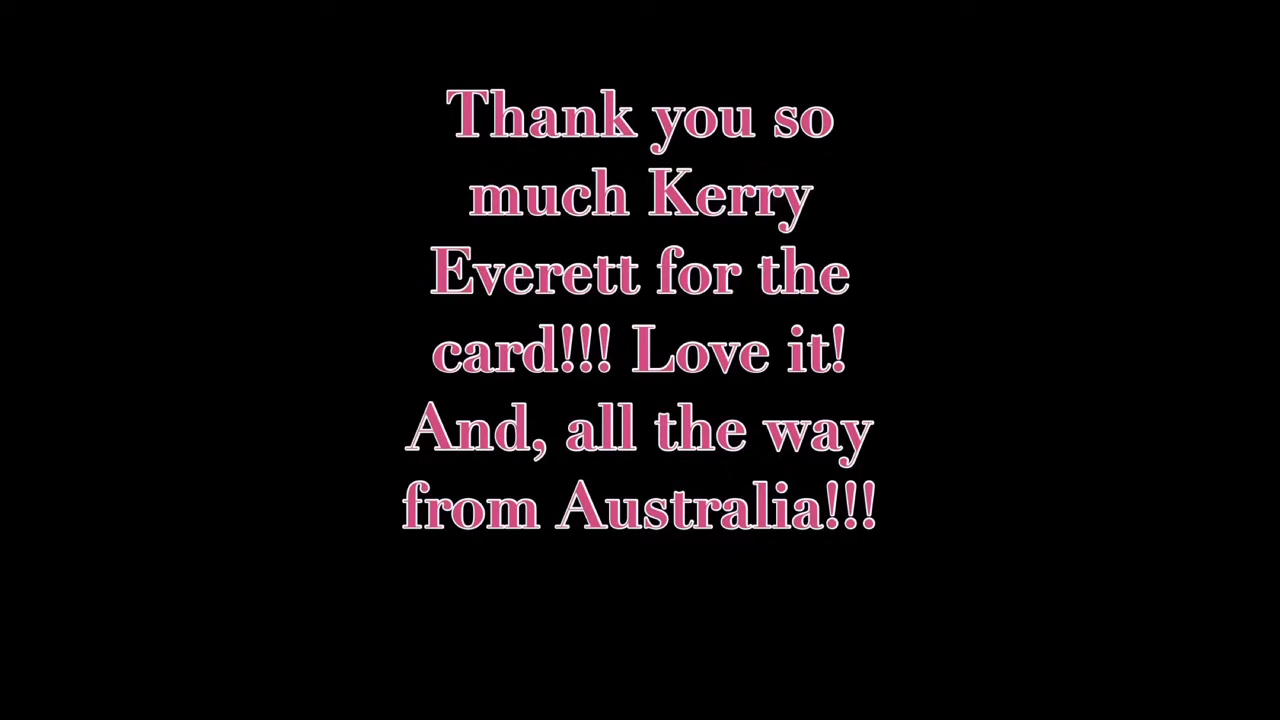 Thank you so
much Kerry
Everett for the
card!!! Love it!
And, all the way
from Australia!!!